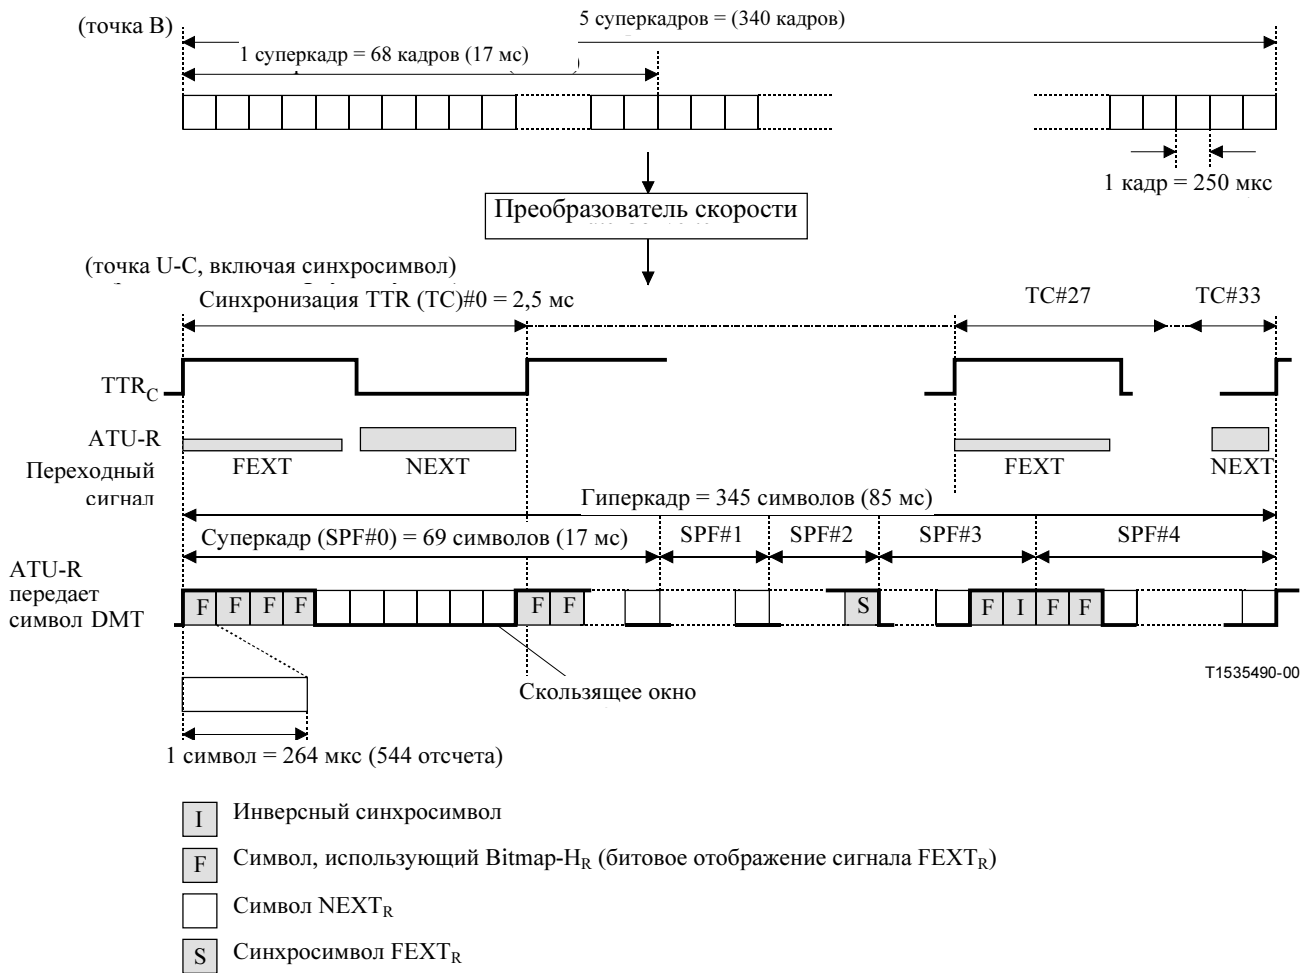 (точка B)
5 суперкадров = (340 кадров)
1 суперкадр = 68 кадров (17 мс)
1 кадр = 250 мкс
Преобразователь скорости
(точка U-C, включая синхросимвол)
Синхронизация TTR (TC)#0 = 2,5 мс
TC#27
TC#33
TTRC
ATU-R
Переходный
сигнал
FEXT
NEXT
FEXT
NEXT
Гиперкадр = 345 символов (85 мс)
Суперкадр (SPF#0) = 69 символов (17 мс)
SPF#1
SPF#2
SPF#3
SPF#4
ATU-R
передает
символ DMT
F F F F F F S F I F F
T1535490-00
Скользящее окно
1 символ = 264 мкс (544 отсчета)
I Инверсный синхросимвол
F Символ, использующий Bitmap-HR (битовое отображение сигнала FEXTR)
Символ NEXTR
S Синхросимвол FEXTR